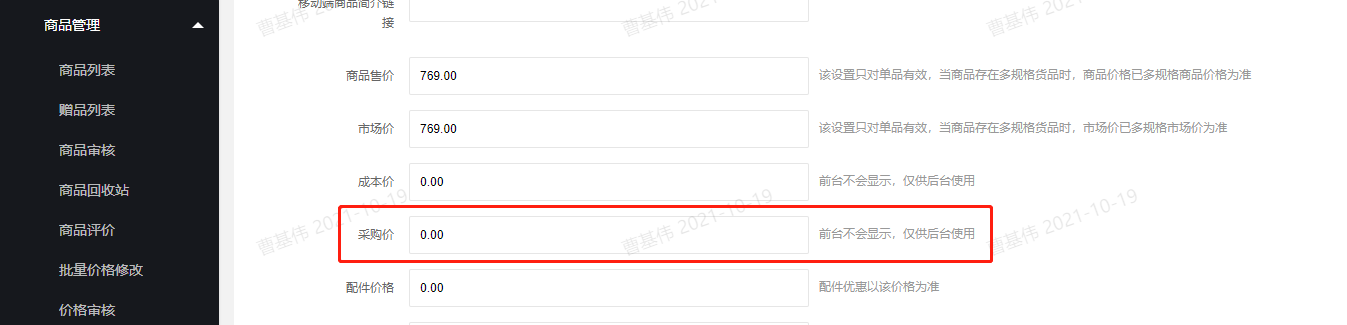 商品管理
商品列表
赠品列表
商品审核
商品回收站
商品评价
批量价格修改
价格审核
移动端商品简介链
接
商品售价 769.00 该设置只对单品有效，当商品存在多规格货品时，商品价格已多规格商品价格为准
市场价 769.00 该设置只对单品有效，当商品存在多规格货品时，市场价已多规格市场价为准
成本价 0.00 前台不会显示，仅供后台使用
采购价 0.00 前台不会显示，仅供后台使用
配件价格 0.00 配件优惠以该价格为准
曹基伟 2021
曹基伟 2021
曹基伟 2021
曹基伟 2021-10-19
曹基伟 2021-10-19
曹基伟 2021-10-19